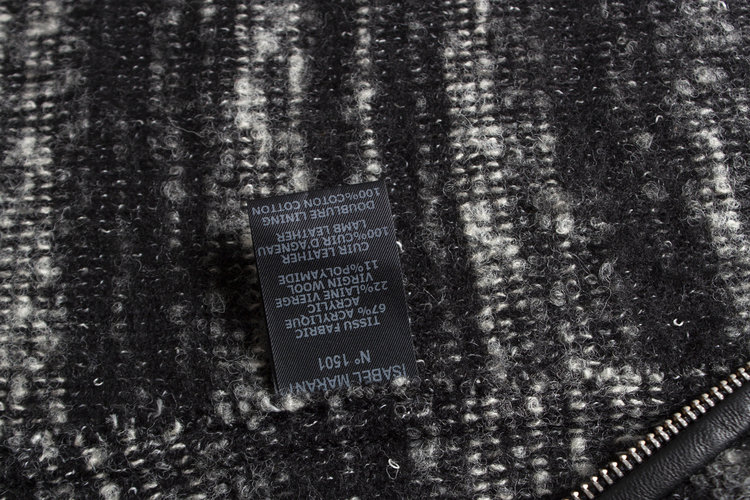 ISABEL MARANT
N° 1501
TISSU FABRIC
67% ACRYLIQUE
ACRYLIC
22%LAINE VIERGE
VIRGIN WOOL
11%POLYAMIDE
CUIR LEATHER
100%CUIR D'AGNEAU
LAMB LEATHER
DOUBLURE LINING
100%COTON COTTON